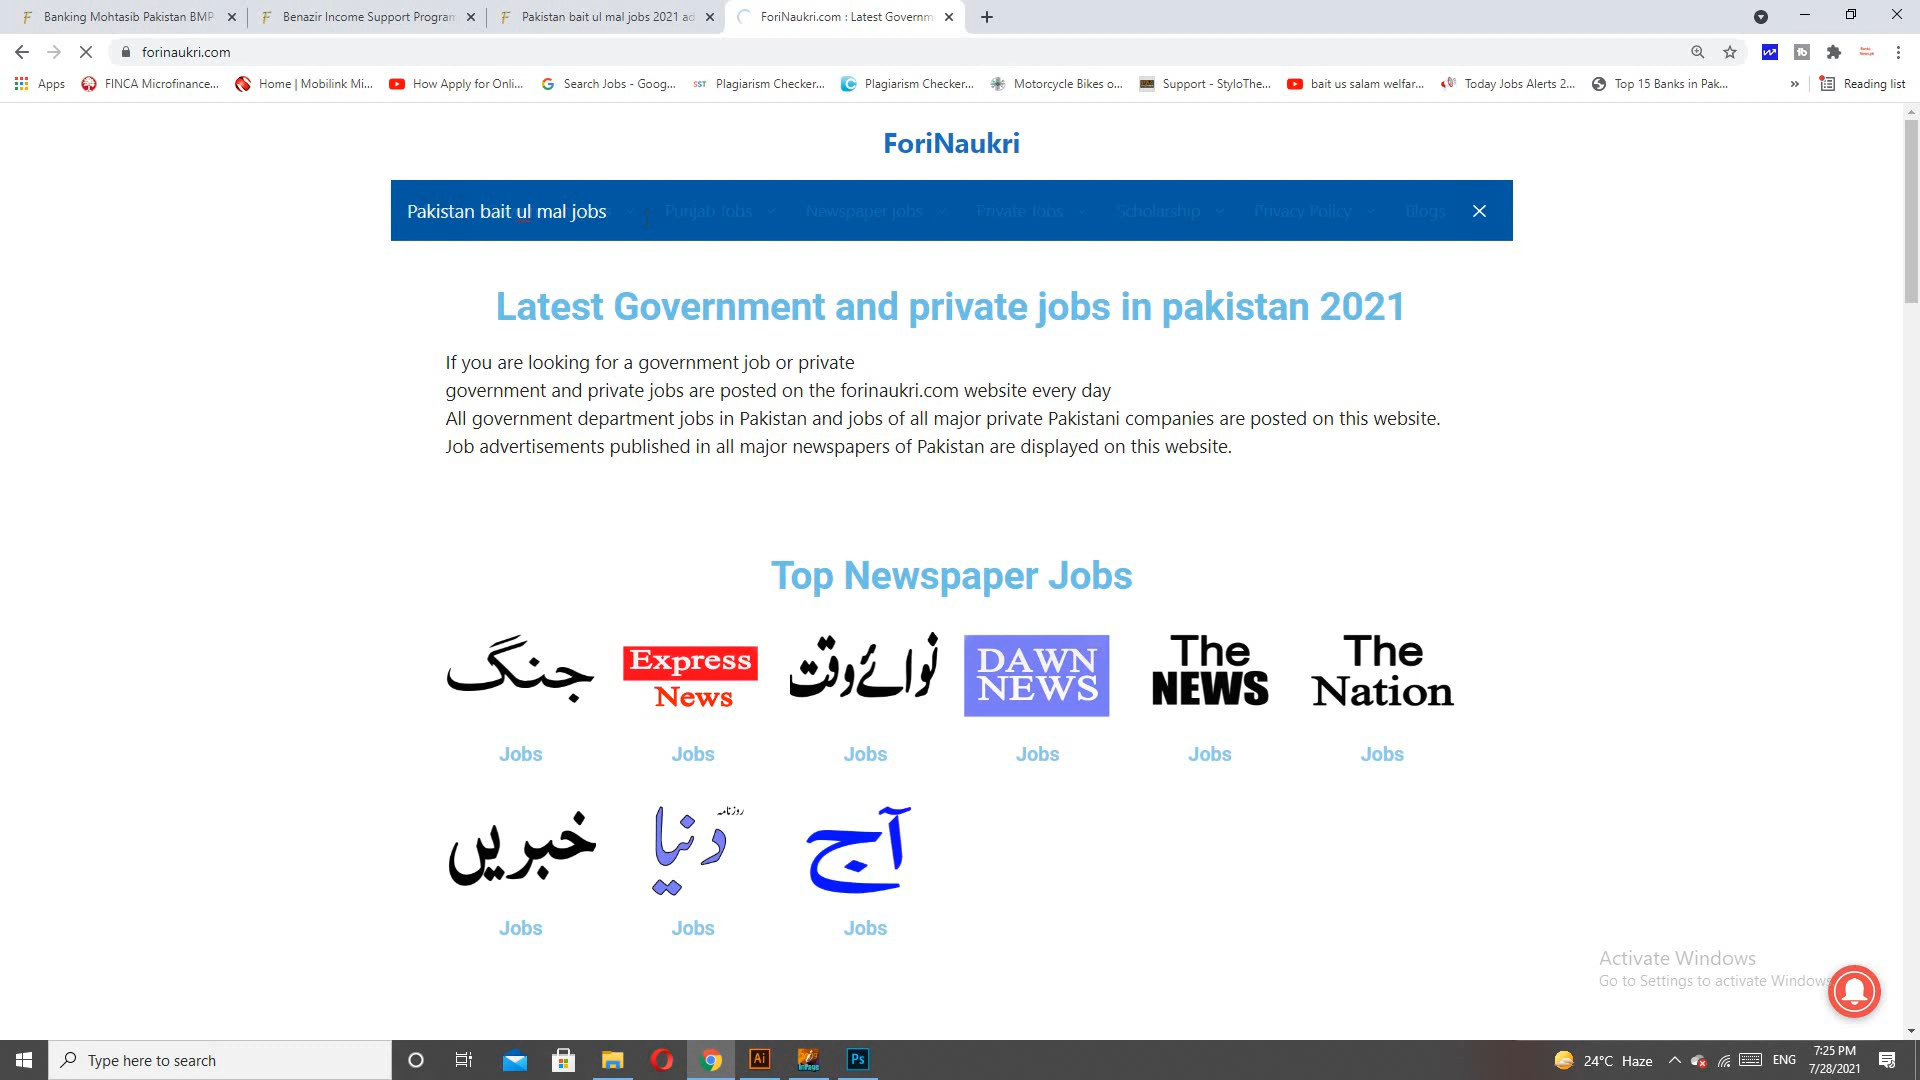 Banking Mohtasib Pakistan BMP
Benazir Income Support Program
Pakistan bait ul mal jobs 2021 ad
ForiNaukri.com : Latest Governm
forinaukri.com
Apps
FINCA Microfinance...
Home | Mobilink Mi...
How Apply for Onli...
Search Jobs - Goog...
SST
Plagiarism Checker...
Plagiarism Checker...
Motorcycle Bikes o...
Support - StyloThe...
bait us salam welfar...
Today Jobs Alerts 2...
Top 15 Banks in Pak...
»
Reading list
ForiNaukri
Pakistan bait ul mal jobs
Punjab Jobs
Newspaper jobs
Private Jobs
Scholarship
Privacy Policy
Blogs
Latest Government and private jobs in pakistan 2021
If you are looking for a government job or private
government and private jobs are posted on the forinaukri.com website every day
All government department jobs in Pakistan and jobs of all major private Pakistani companies are posted on this website.
Job advertisements published in all major newspapers of Pakistan are displayed on this website.
Top Newspaper Jobs
جنگ
Express
News
نوائے وقت
DAWN
NEWS
The
NEWS
The
Nation
Jobs
Jobs
Jobs
Jobs
Jobs
Jobs
خبریں
روزنامہ
دنیا
آج
Jobs
Jobs
Jobs
Activate Windows
Go to Settings to activate Windows
Type here to search
Ai
InPage
Ps
24°C Haze
ENG
7:25 PM
7/28/2021